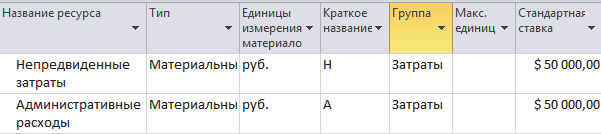 Название ресурса Тип Единицы измерения материало Краткое название Группа Макс. единиц Стандартная ставка
Непредвиденные затраты Материальны руб. Н Затраты $ 50 000,00
Административные расходы Материальны руб. А Затраты $ 50 000,00